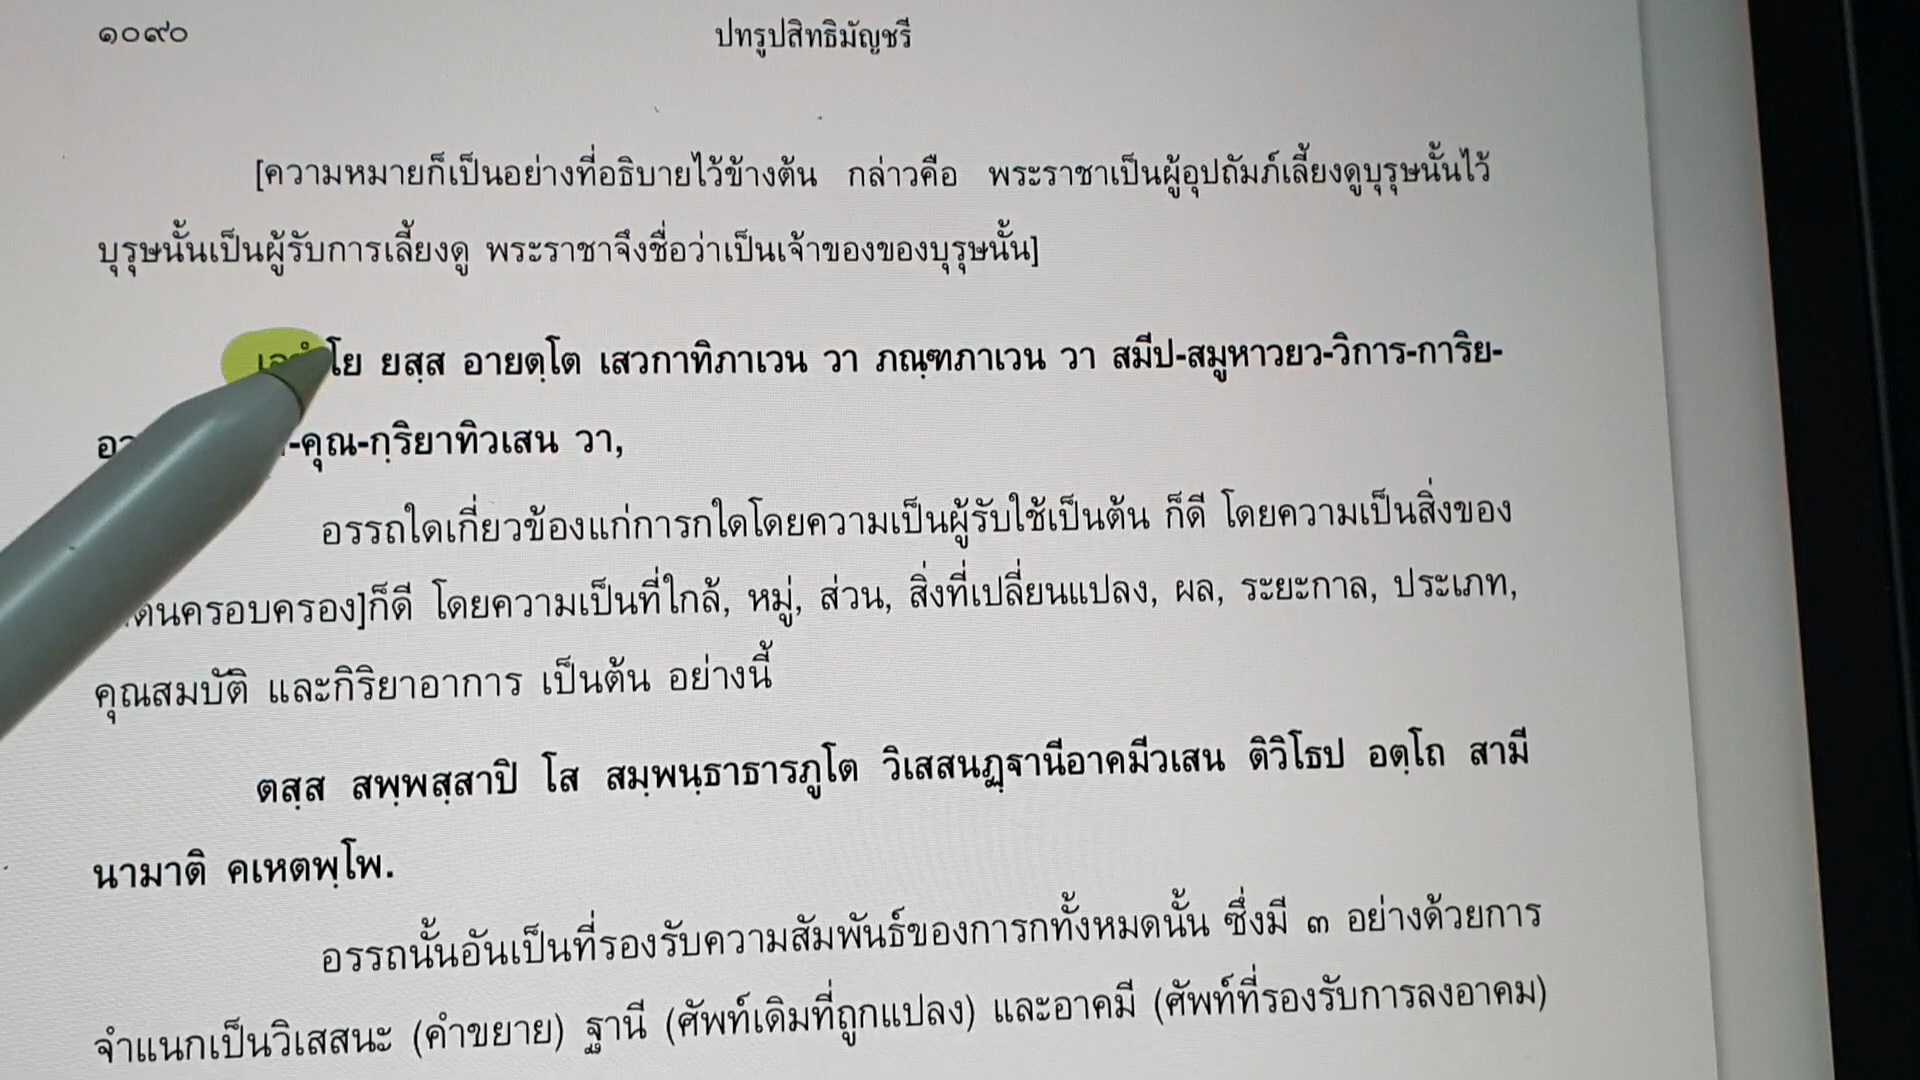 ๑๐๙๐
ปทรูปสิทธิมัญชรี
[ความหมายก็เป็นอย่างที่อธิบายไว้ข้างต้น กล่าวคือ พระราชาเป็นผู้อุปถัมภ์เลี้ยงดูบุรุษนั้นไว้
บุรุษนั้นเป็นผู้รับการเลี้ยงดู พระราชาจึงชื่อว่าเป็นเจ้าของของบุรุษนั้น]
โย ยสฺส อายตฺโต เสวกาทิภาเวน วา ภณฺฑภาเวน วา สมีป-สมูหาวยว-วิการ-การิย-
-คุณ-กฺริยาทิวเสน วา,
อรรถใดเกี่ยวข้องแก่การกใดโดยความเป็นผู้รับใช้เป็นต้น ก็ดี โดยความเป็นสิ่งของ
ตนครอบครอง]ก็ดี โดยความเป็นที่ใกล้, หมู่, ส่วน, สิ่งที่เปลี่ยนแปลง, ผล, ระยะกาล, ประเภท,
คุณสมบัติ และกิริยาอาการ เป็นต้น อย่างนี้
ตสฺส สพฺพสฺสาปิ โส สมฺพนฺธาธารภูโต วิเสสนฏฺฐานีอาคมีวเสน ติวิโธป อตฺโถ สามี
นามาติ คเหตพฺโพ.
อรรถนั้นอันเป็นที่รองรับความสัมพันธ์ของการกทั้งหมดนั้น ซึ่งมี ๓ อย่างด้วยการ
จำแนกเป็นวิเสสนะ (คำขยาย) ฐานี (ศัพท์เดิมที่ถูกแปลง) และอาคมี (ศัพท์ที่รองรับการลงอาคม)